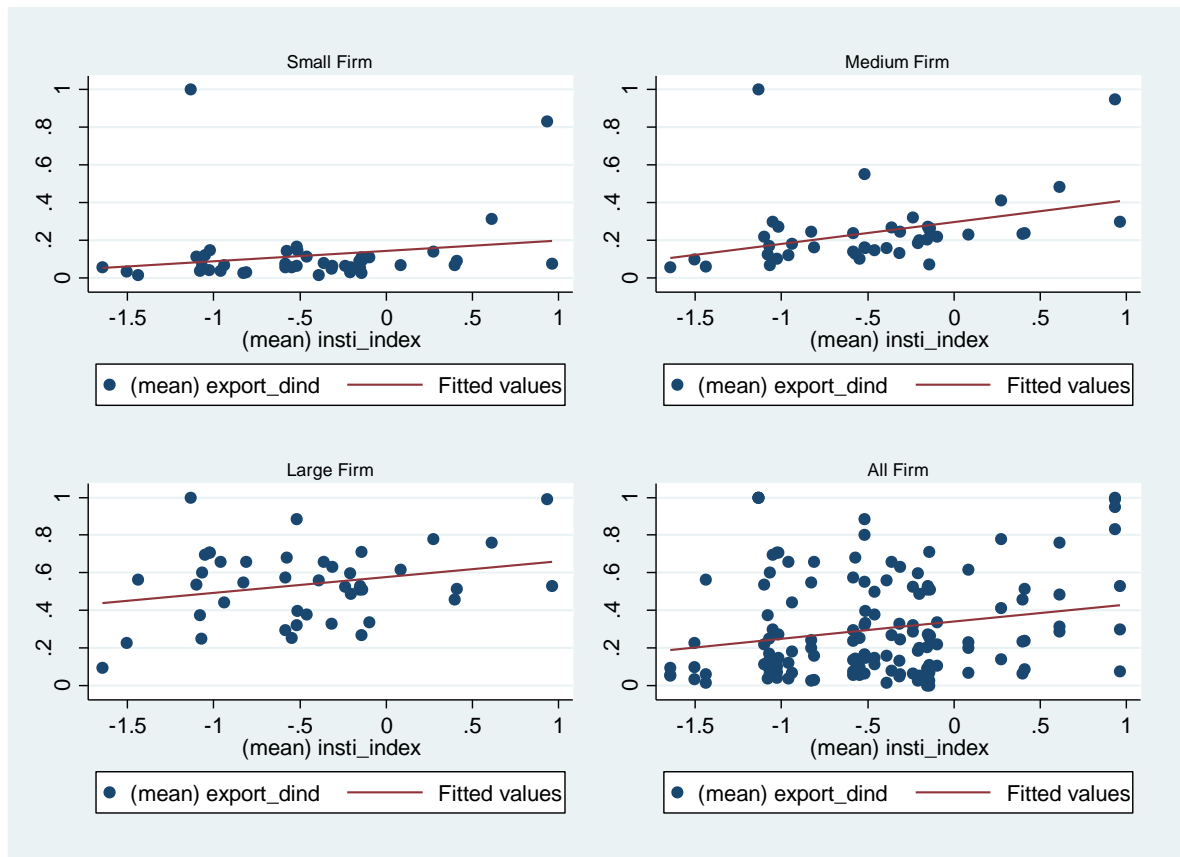 Small Firm
1
.8
.6
.4
.2
0
-1.5 -1 -.5 0 .5 1
(mean) insti_index
(mean) export_dind Fitted values
Medium Firm
1
.8
.6
.4
.2
0
-1.5 -1 -.5 0 .5 1
(mean) insti_index
(mean) export_dind Fitted values
Large Firm
1
.8
.6
.4
.2
0
-1.5 -1 -.5 0 .5 1
(mean) insti_index
(mean) export_dind Fitted values
All Firm
1
.8
.6
.4
.2
0
-1.5 -1 -.5 0 .5 1
(mean) insti_index
(mean) export_dind Fitted values